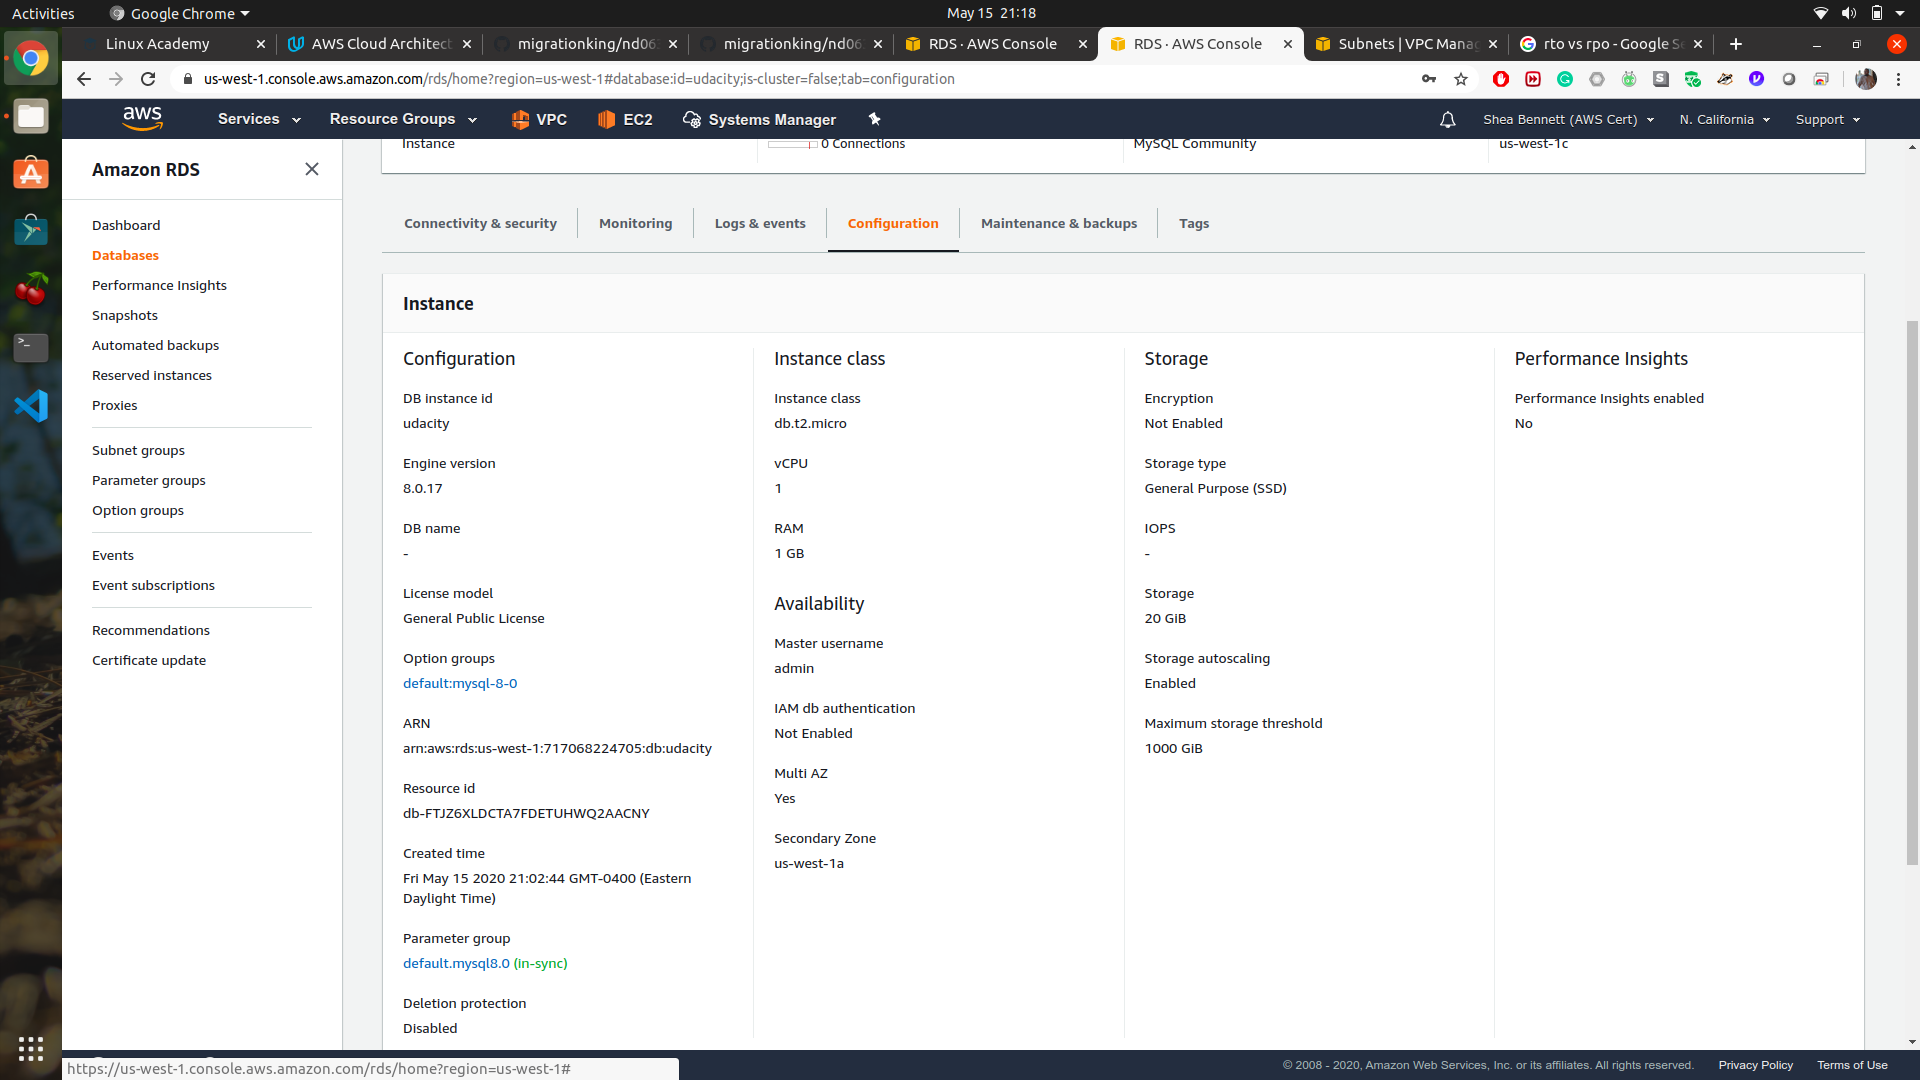 Activities
Google Chrome
May 15 21:18
Linux Academy
AWS Cloud Architect
migrationking/nd063
migrationking/nd06
RDS · AWS Console
RDS · AWS Console
Subnets | VPC Manag
rto vs rpo - Google Se
us-west-1.console.aws.amazon.com/rds/home?region=us-west-1#database:id=udacity;is-cluster=false;tab=configuration
aws
Services
Resource Groups
VPC
EC2
Systems Manager
Shea Bennett (AWS Cert)
N. California
Support
Amazon RDS
Dashboard
Databases
Performance Insights
Snapshots
Automated backups
Reserved instances
Proxies
Subnet groups
Parameter groups
Option groups
Events
Event subscriptions
Recommendations
Certificate update
Instance
0 Connections
MySQL Community
us-west-1c
Connectivity & security
Monitoring
Logs & events
Configuration
Maintenance & backups
Tags
Instance
Configuration
DB instance id
udacity
Engine version
8.0.17
DB name
-
License model
General Public License
Option groups
default:mysql-8-0
ARN
arn:aws:rds:us-west-1:717068224705:db:udacity
Resource id
db-FTJZ6XLDCTA7FDETUHWQ2AACNY
Created time
Fri May 15 2020 21:02:44 GMT-0400 (Eastern
Daylight Time)
Parameter group
default.mysql8.0 (in-sync)
Deletion protection
Disabled
Instance class
Instance class
db.t2.micro
vCPU
1
RAM
1 GB
Availability
Master username
admin
IAM db authentication
Not Enabled
Multi AZ
Yes
Secondary Zone
us-west-1a
Storage
Encryption
Not Enabled
Storage type
General Purpose (SSD)
IOPS
-
Storage
20 GiB
Storage autoscaling
Enabled
Maximum storage threshold
1000 GiB
Performance Insights
Performance Insights enabled
No
https://us-west-1.console.aws.amazon.com/rds/home?region=us-west-1#
© 2008 - 2020, Amazon Web Services, Inc. or its affiliates. All rights reserved.
Privacy Policy
Terms of Use